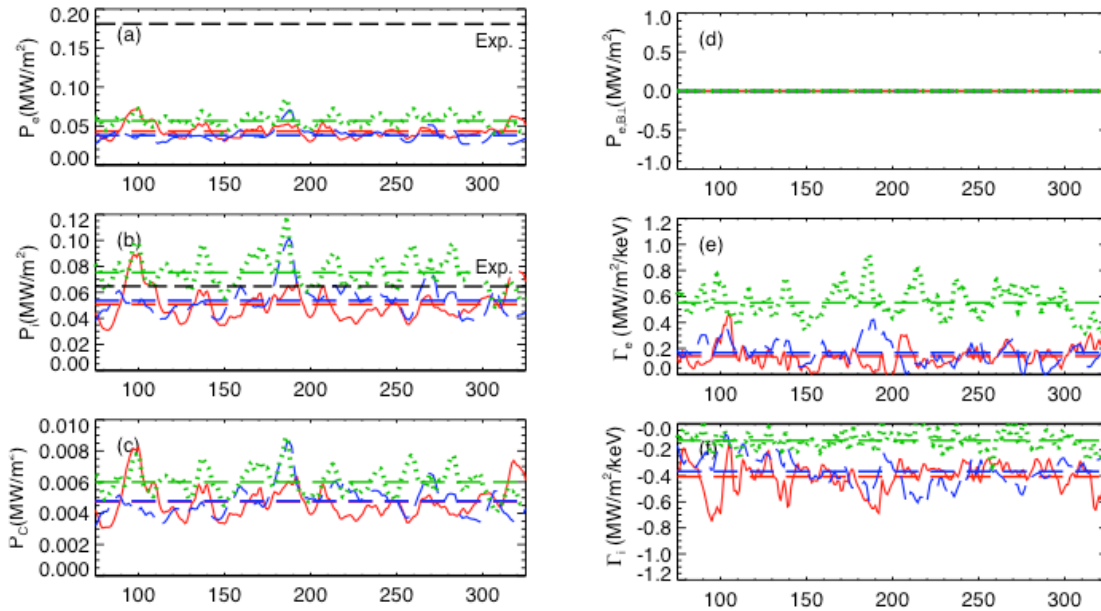 (a)
Exp.
P_e(MW/m²)
0.20
0.15
0.10
0.05
0.00
100 150 200 250 300
(b)
Exp.
P_i(MW/m²)
0.12
0.10
0.08
0.06
0.04
0.02
0.00
100 150 200 250 300
(c)
P_C(MW/m²)
0.010
0.008
0.006
0.004
0.002
0.000
100 150 200 250 300
(d)
P_e,B⊥(MW/m²)
1.0
0.5
0.0
-0.5
-1.0
100 150 200 250 300
(e)
Γ_e (MW/m²/keV)
1.2
1.0
0.8
0.6
0.4
0.2
0.0
100 150 200 250 300
(f)
Γ_i (MW/m²/keV)
-0.0
-0.2
-0.4
-0.6
-0.8
-1.0
-1.2
100 150 200 250 300